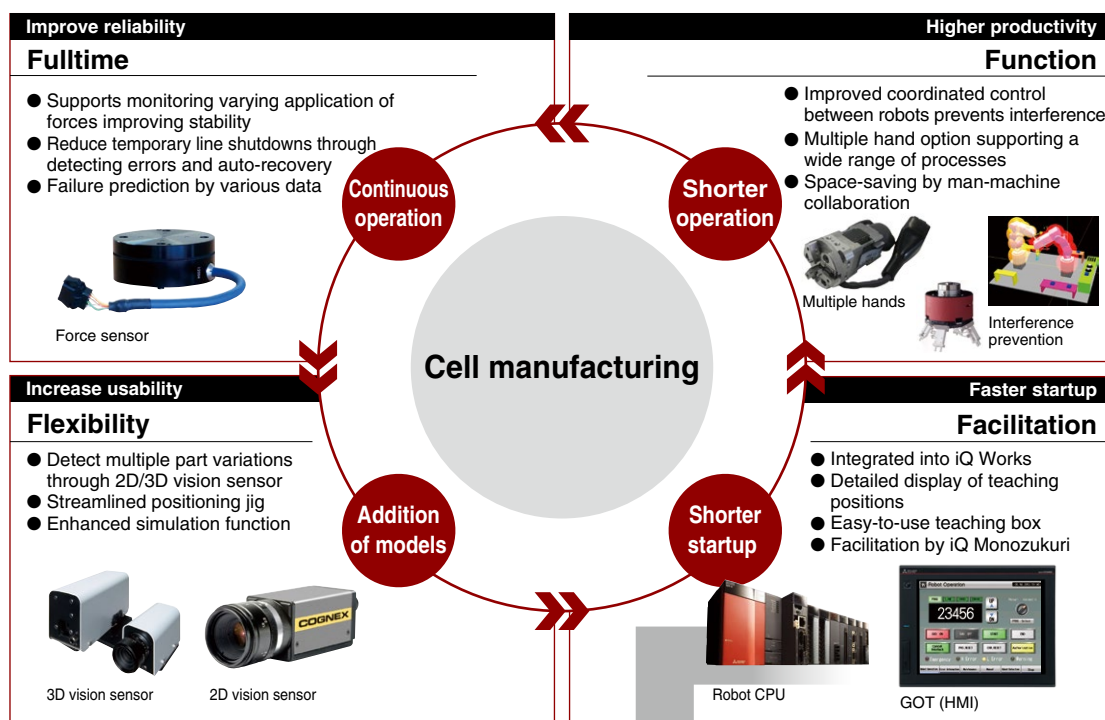 Improve reliability
Fulltime
● Supports monitoring varying application of
forces improving stability
● Reduce temporary line shutdowns through
detecting errors and auto-recovery
● Failure prediction by various data
Force sensor
Higher productivity
Function
● Improved coordinated control
between robots prevents interference
● Multiple hand option supporting a
wide range of processes
● Space-saving by man-machine
collaboration
Multiple hands
Interference
prevention
Continuous
operation
Shorter
operation
Cell manufacturing
Addition
of models
Shorter
startup
Increase usability
Flexibility
● Detect multiple part variations
through 2D/3D vision sensor
● Streamlined positioning jig
● Enhanced simulation function
COGNEX
3D vision sensor
2D vision sensor
Faster startup
Facilitation
● Integrated into iQ Works
● Detailed display of teaching
positions
● Easy-to-use teaching box
● Facilitation by iQ Monozukuri
Robot Operation
23456
Robot CPU
GOT (HMI)